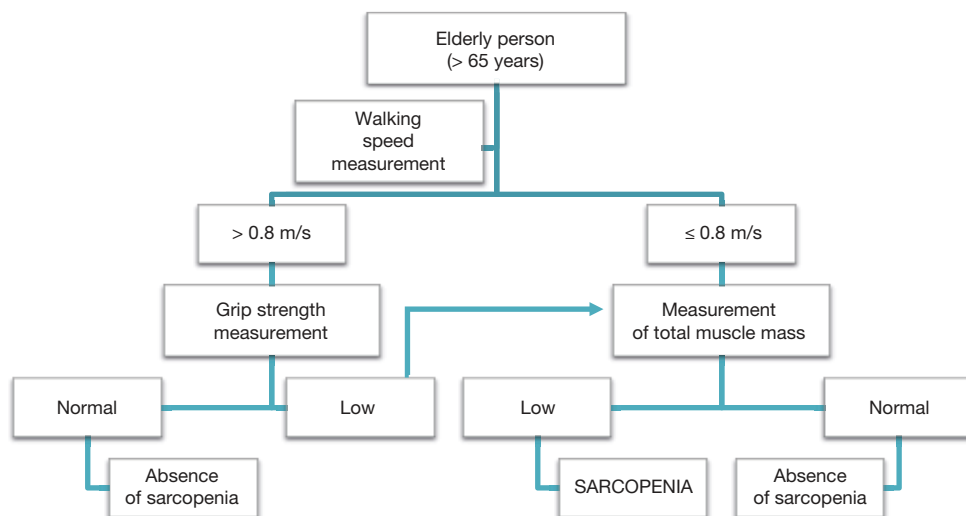 Elderly person
(> 65 years)
Walking
speed
measurement
> 0.8 m/s
≤ 0.8 m/s
Grip strength
measurement
Measurement
of total muscle mass
Normal
Low
Low
Normal
Absence
of sarcopenia
SARCOPENIA
Absence
of sarcopenia